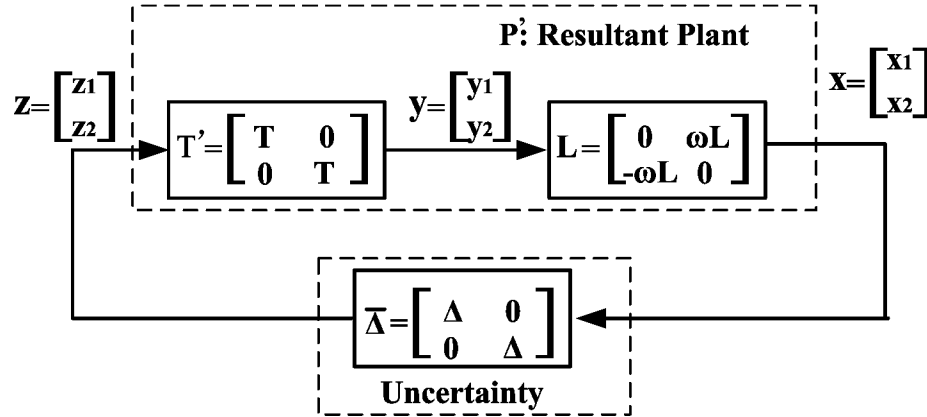 P’: Resultant Plant
z=[z1
z2]
T’=[T 0
0 T]
y=[y1
y2]
L=[0 ωL
-ωL 0]
x=[x1
x2]
Δ̅=[Δ 0
0 Δ]
Uncertainty